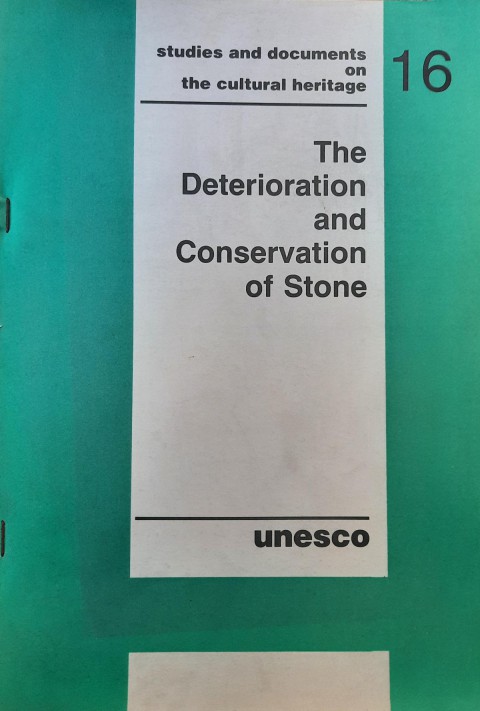 studies and documents
on
the cultural heritage
16
The
Deterioration
and
Conservation
of Stone
unesco